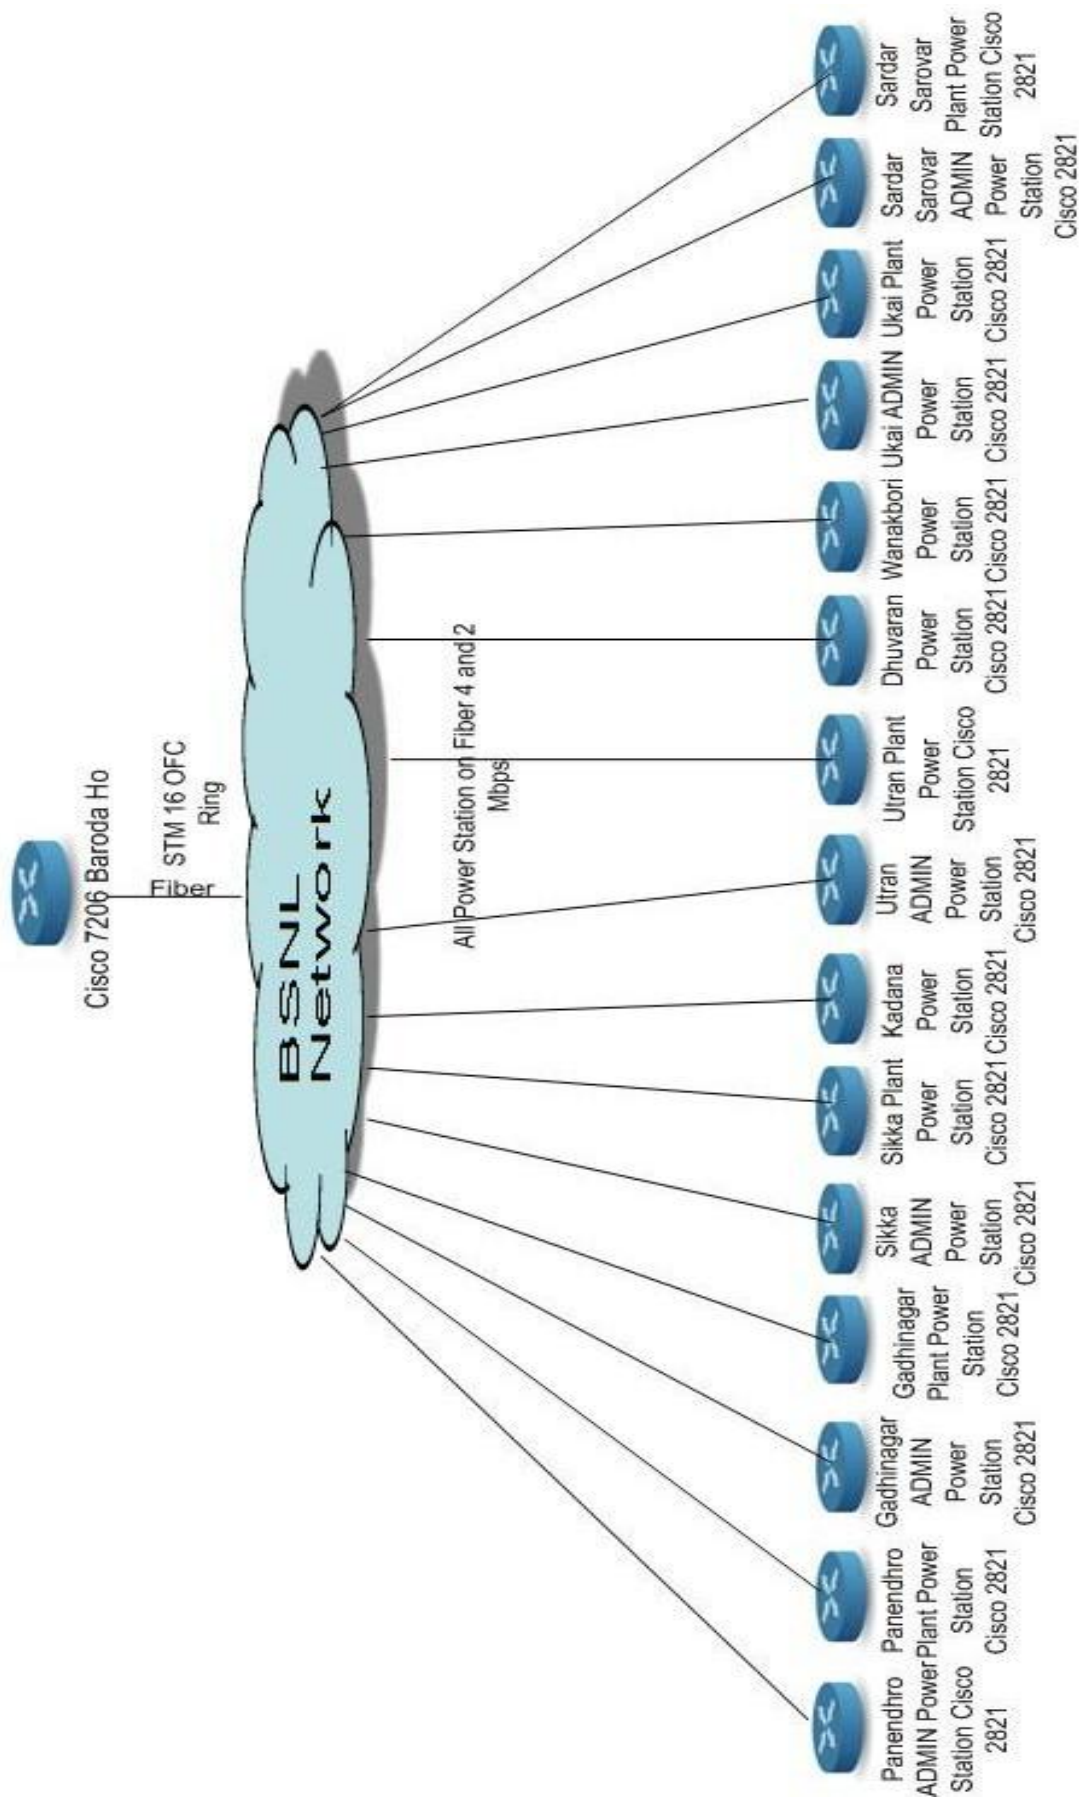 Cisco 7206 Baroda Ho
Fiber
STM 16 OFC
Ring
BSNL
Network
All Power Station on Fiber 4 and 2
Mbps
Panendhro
ADMIN Power
Station Cisco
2821
Panendhro
Plant Power
Station
Cisco 2821
Gadhinagar
ADMIN
Power
Station
Cisco 2821
Gadhinagar
Plant Power
Station
Cisco 2821
Sikka
ADMIN
Power
Station
Cisco 2821
Sikka Plant
Power
Station
Cisco 2821
Kadana
Power
Station
Cisco 2821
Utran
ADMIN
Power
Station
Cisco 2821
Utran Plant
Power
Station Cisco
2821
Dhuvaran
Power
Station
Cisco 2821
Wanakbori
Power
Station
Cisco 2821
Ukai ADMIN
Power
Station
Cisco 2821
Ukai Plant
Power
Station
Cisco 2821
Sardar
Sarovar
ADMIN
Power
Station
Cisco 2821
Sardar
Sarovar
Plant Power
Station Cisco
2821